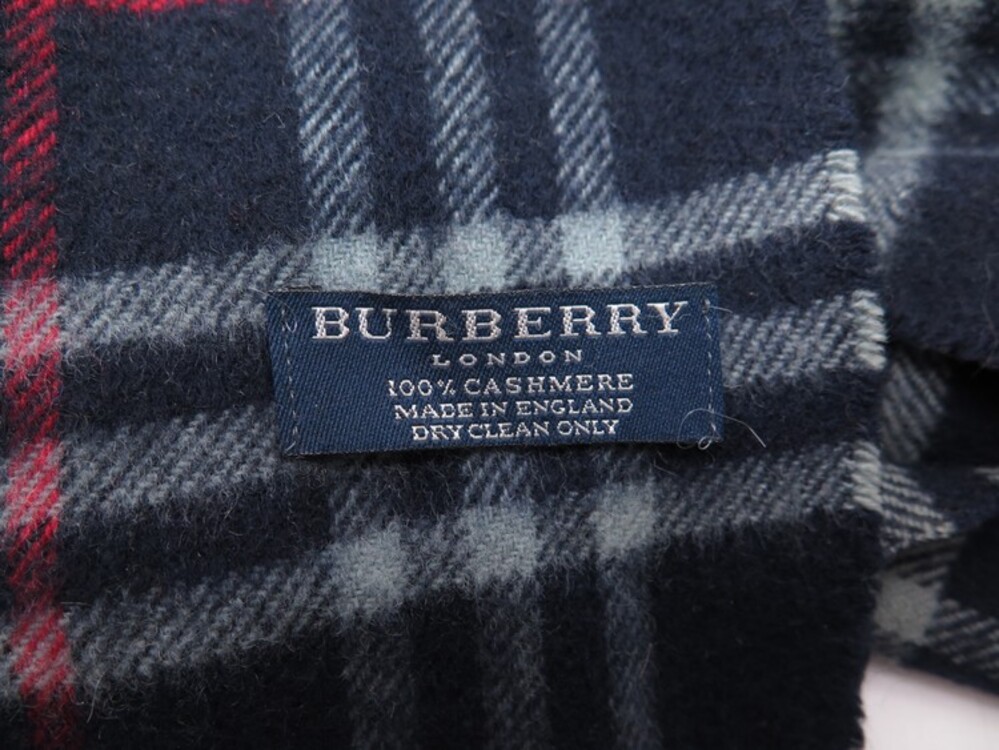 BURBERRY
LONDON
100% CASHMERE
MADE IN ENGLAND
DRY CLEAN ONLY